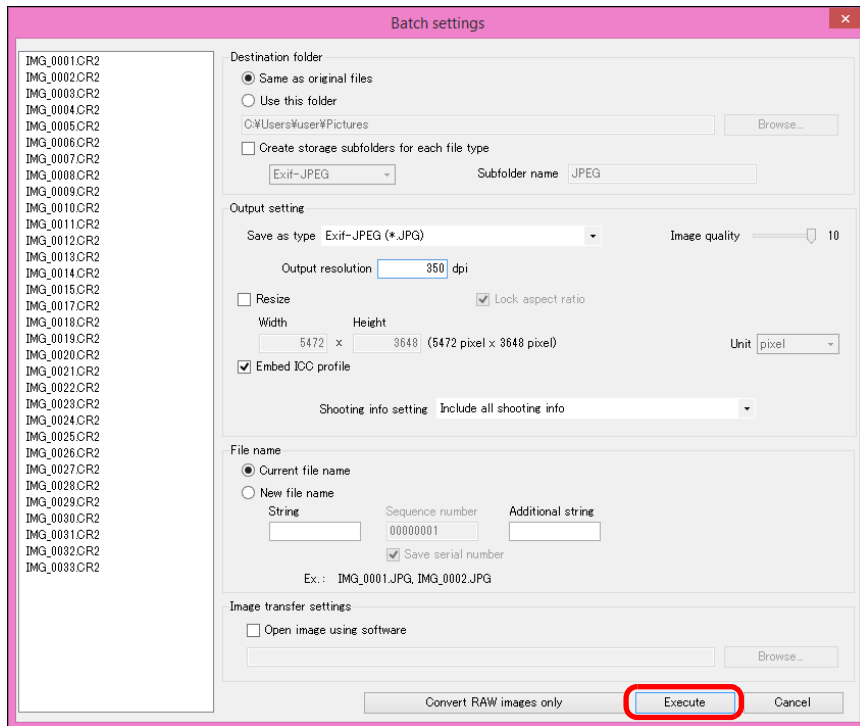 Batch settings
IMG_0001.CR2
IMG_0002.CR2
IMG_0003.CR2
IMG_0004.CR2
IMG_0005.CR2
IMG_0006.CR2
IMG_0007.CR2
IMG_0008.CR2
IMG_0009.CR2
IMG_0010.CR2
IMG_0011.CR2
IMG_0012.CR2
IMG_0013.CR2
IMG_0014.CR2
IMG_0015.CR2
IMG_0017.CR2
IMG_0018.CR2
IMG_0019.CR2
IMG_0020.CR2
IMG_0021.CR2
IMG_0022.CR2
IMG_0023.CR2
IMG_0024.CR2
IMG_0025.CR2
IMG_0026.CR2
IMG_0027.CR2
IMG_0028.CR2
IMG_0029.CR2
IMG_0030.CR2
IMG_0031.CR2
IMG_0032.CR2
IMG_0033.CR2
Destination folder
Same as original files
Use this folder
C:¥Users¥user¥Pictures Browse...
Create storage subfolders for each file type
Exif-JPEG Subfolder name JPEG
Output setting
Save as type Exif-JPEG (*.JPG) Image quality 10
Output resolution 350 dpi
Resize Lock aspect ratio
Width Height
5472 x 3648 (5472 pixel x 3648 pixel) Unit pixel
Embed ICC profile
Shooting info setting Include all shooting info
File name
Current file name
New file name
String Sequence number Additional string
00000001
Save serial number
Ex.: IMG_0001.JPG, IMG_0002.JPG
Image transfer settings
Open image using software
Browse...
Convert RAW images only Execute Cancel